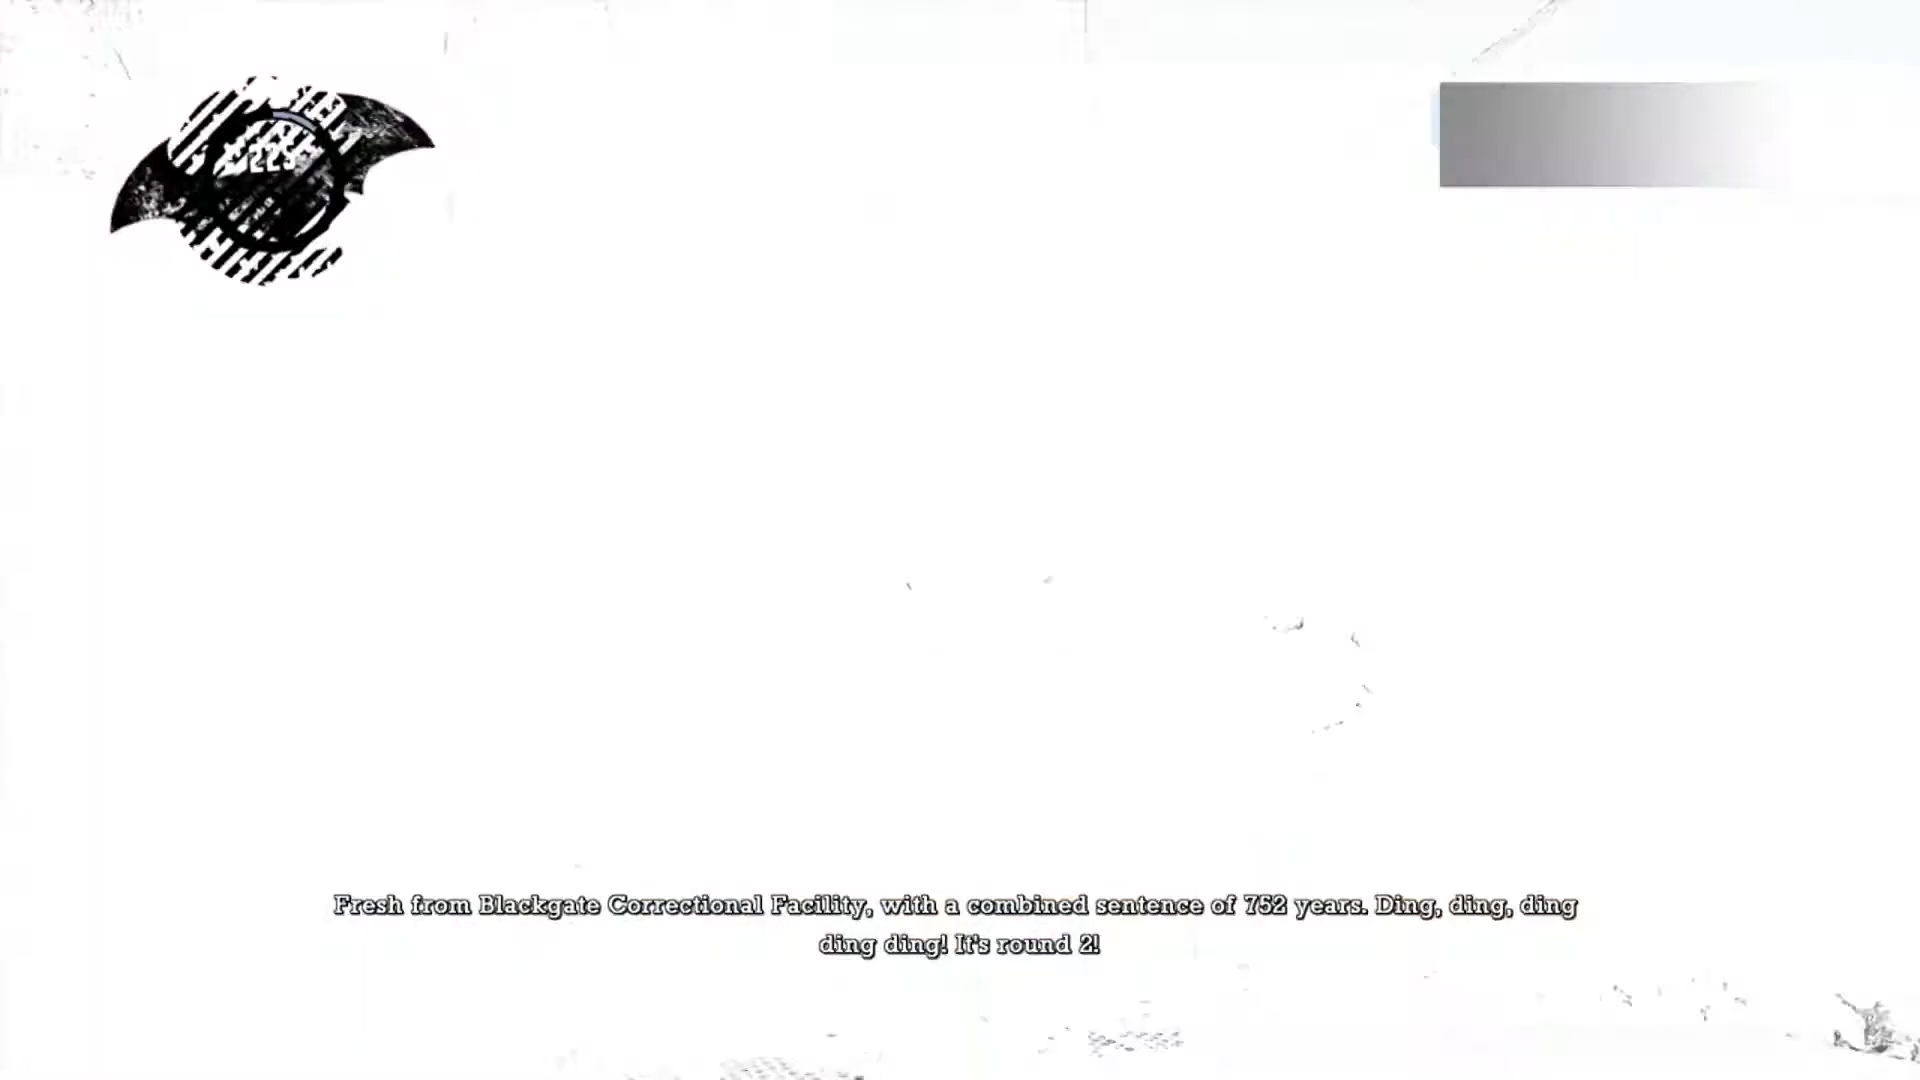 Fresh from Blackgate Correctional Facility, with a combined sentence of 752 years. Ding, ding, ding
ding ding! It's round 2!